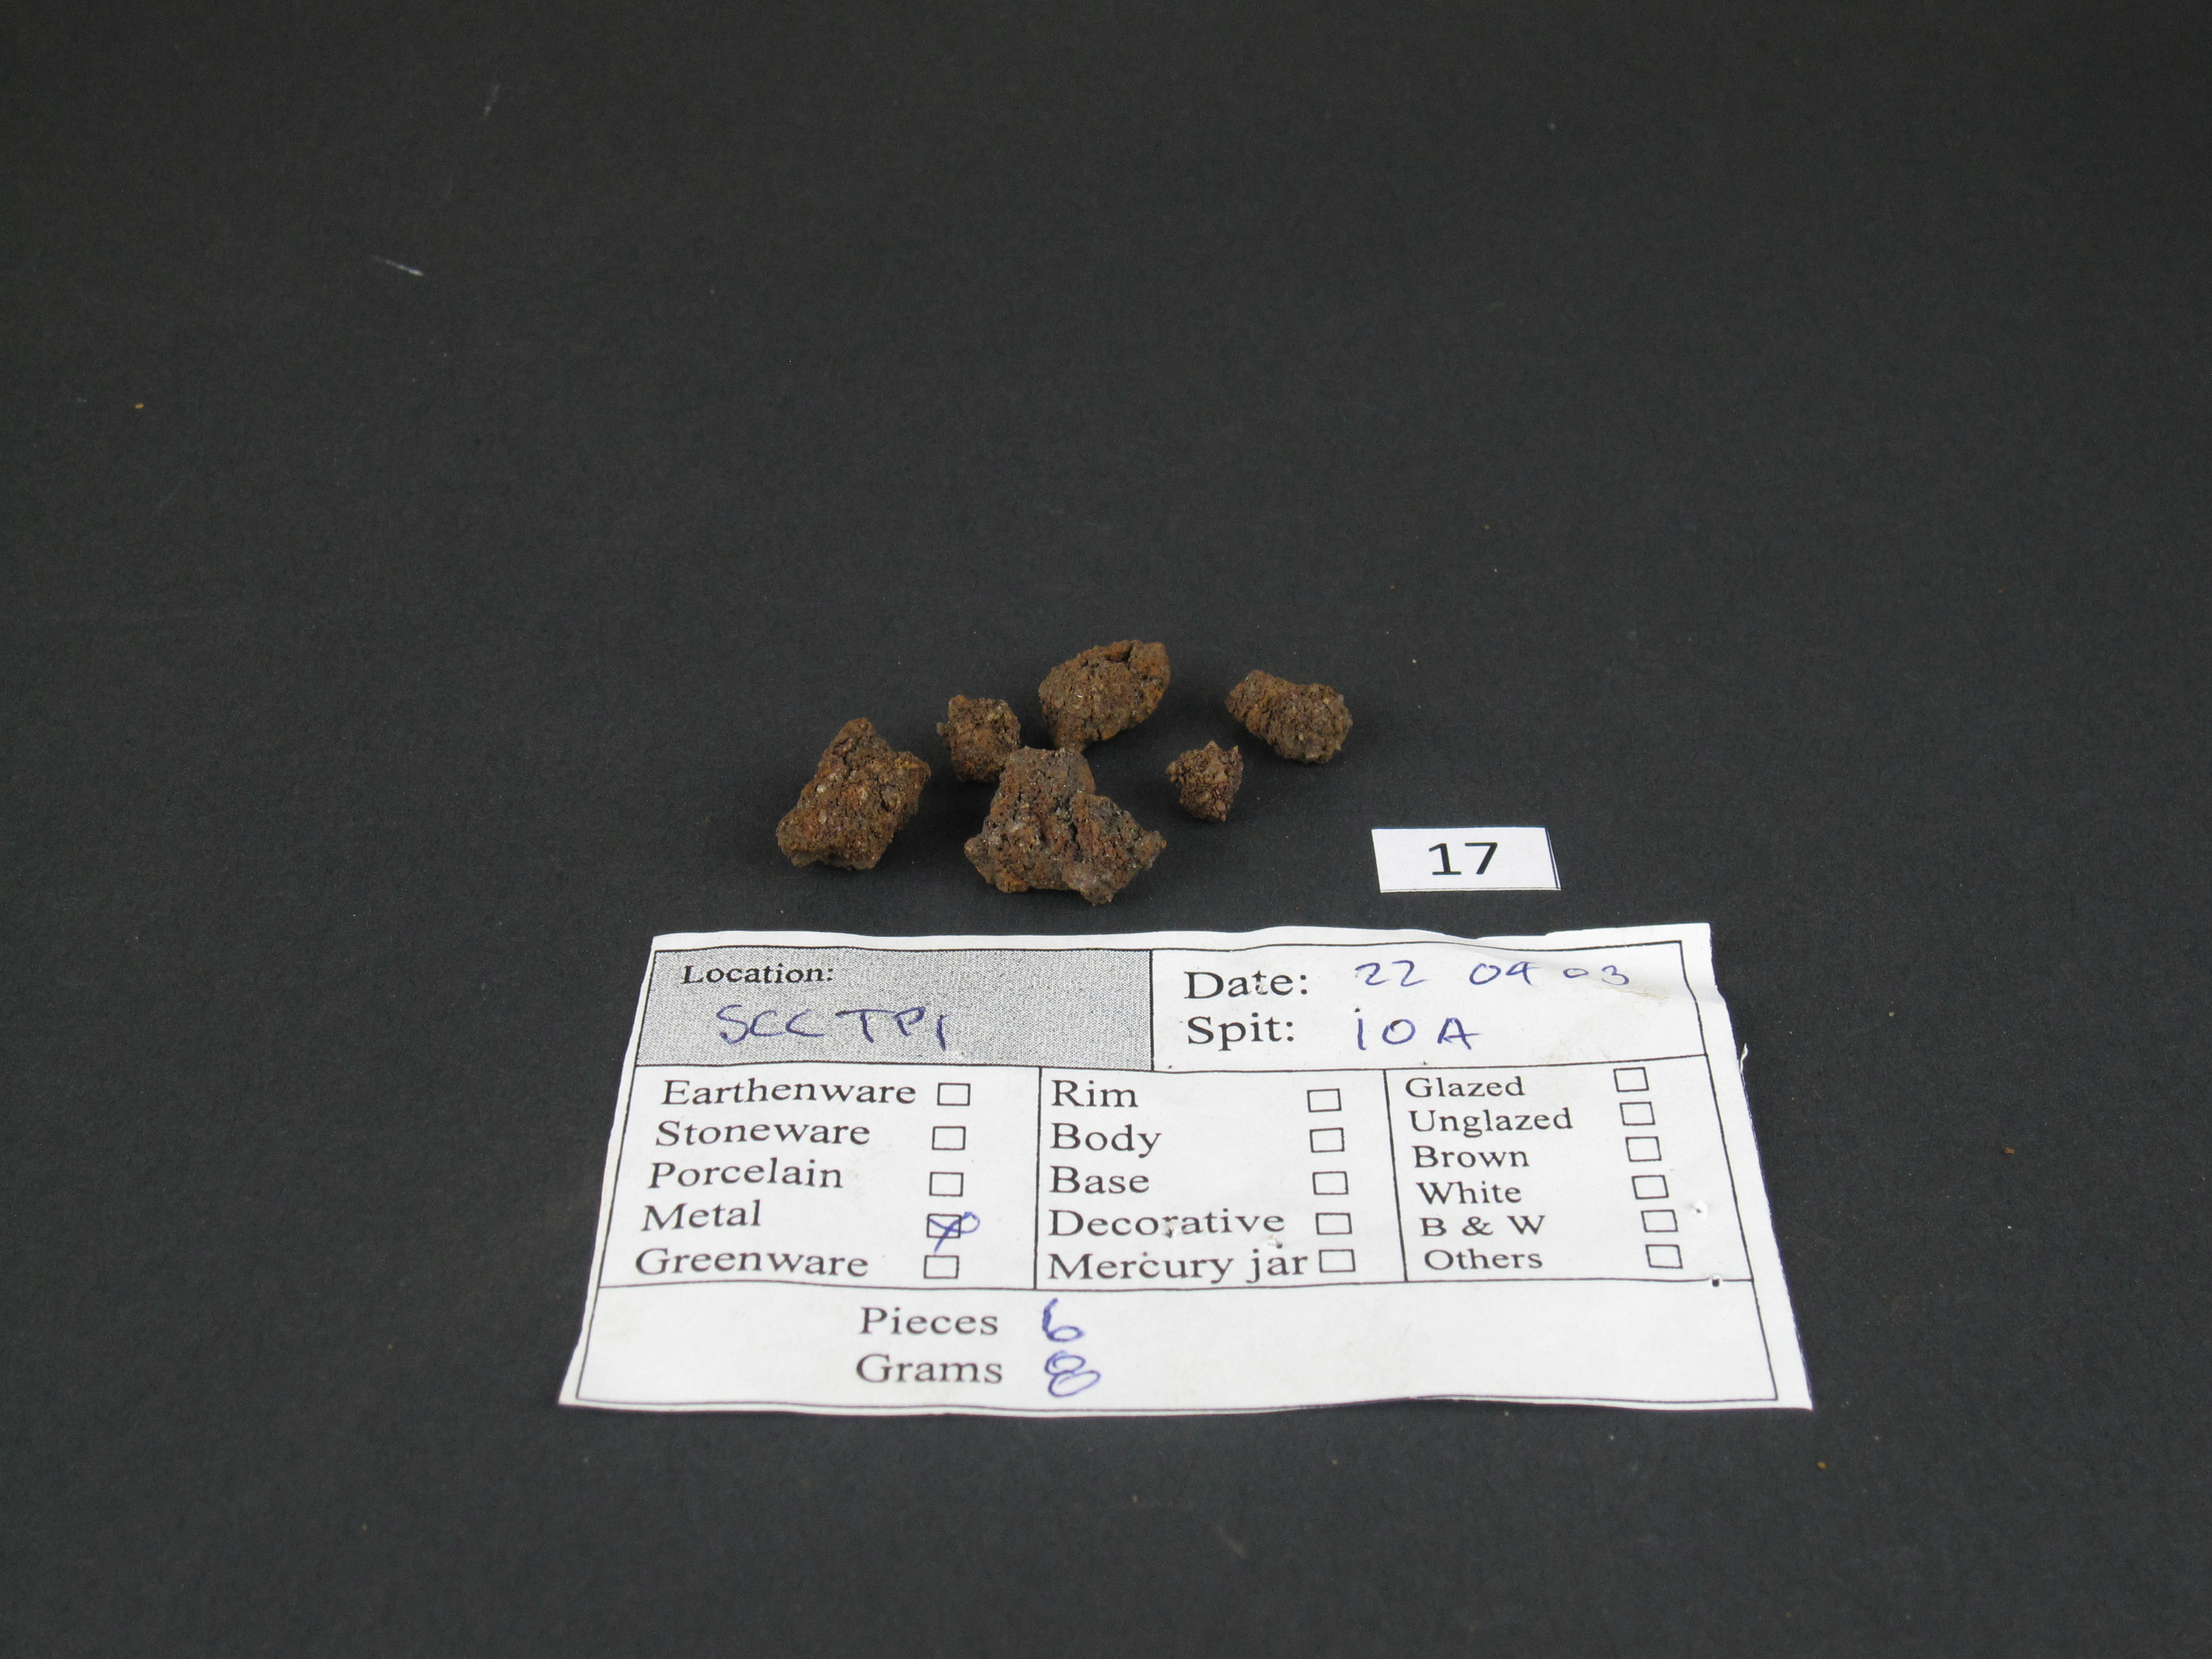 17
Location:
SCC TP1
Date: 22 04 03
Spit: 10A
Earthenware
Stoneware
Porcelain
Metal
Greenware
Rim
Body
Base
Decorative
Mercury jar
Glazed
Unglazed
Brown
White
B & W
Others
Pieces 6
Grams 8